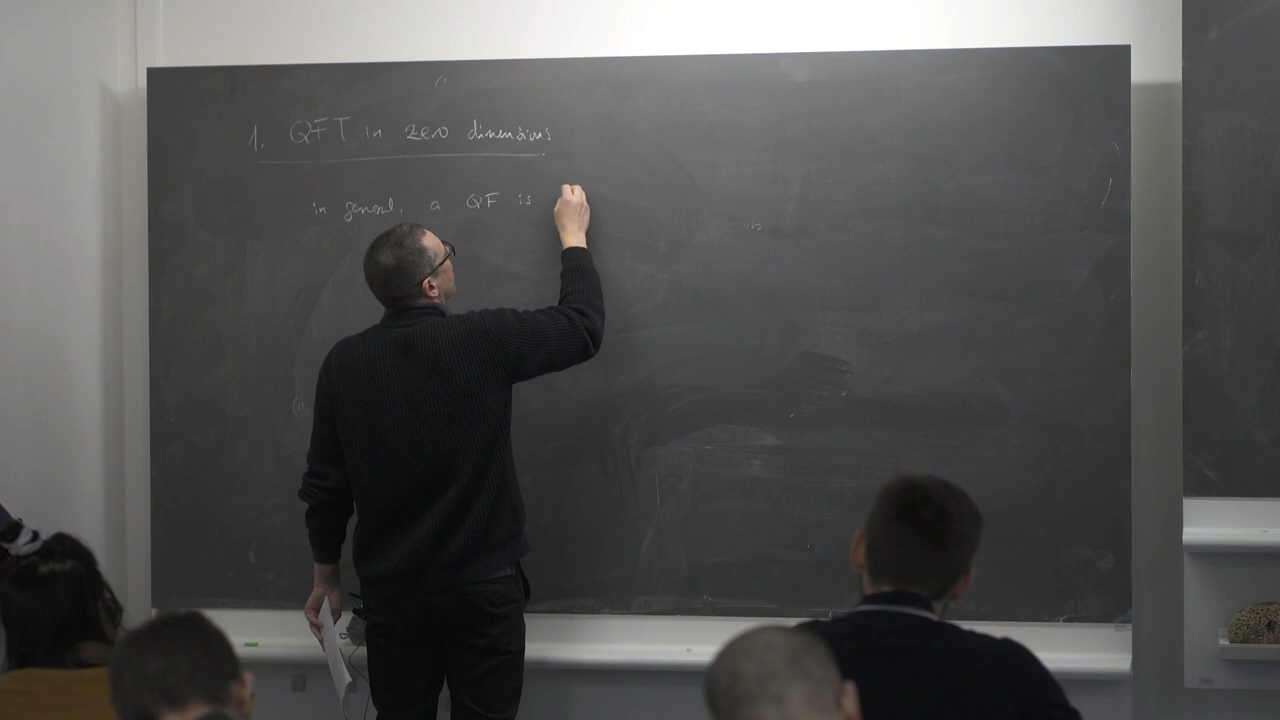 1. QFT in zero dimensions
in general, a QF is